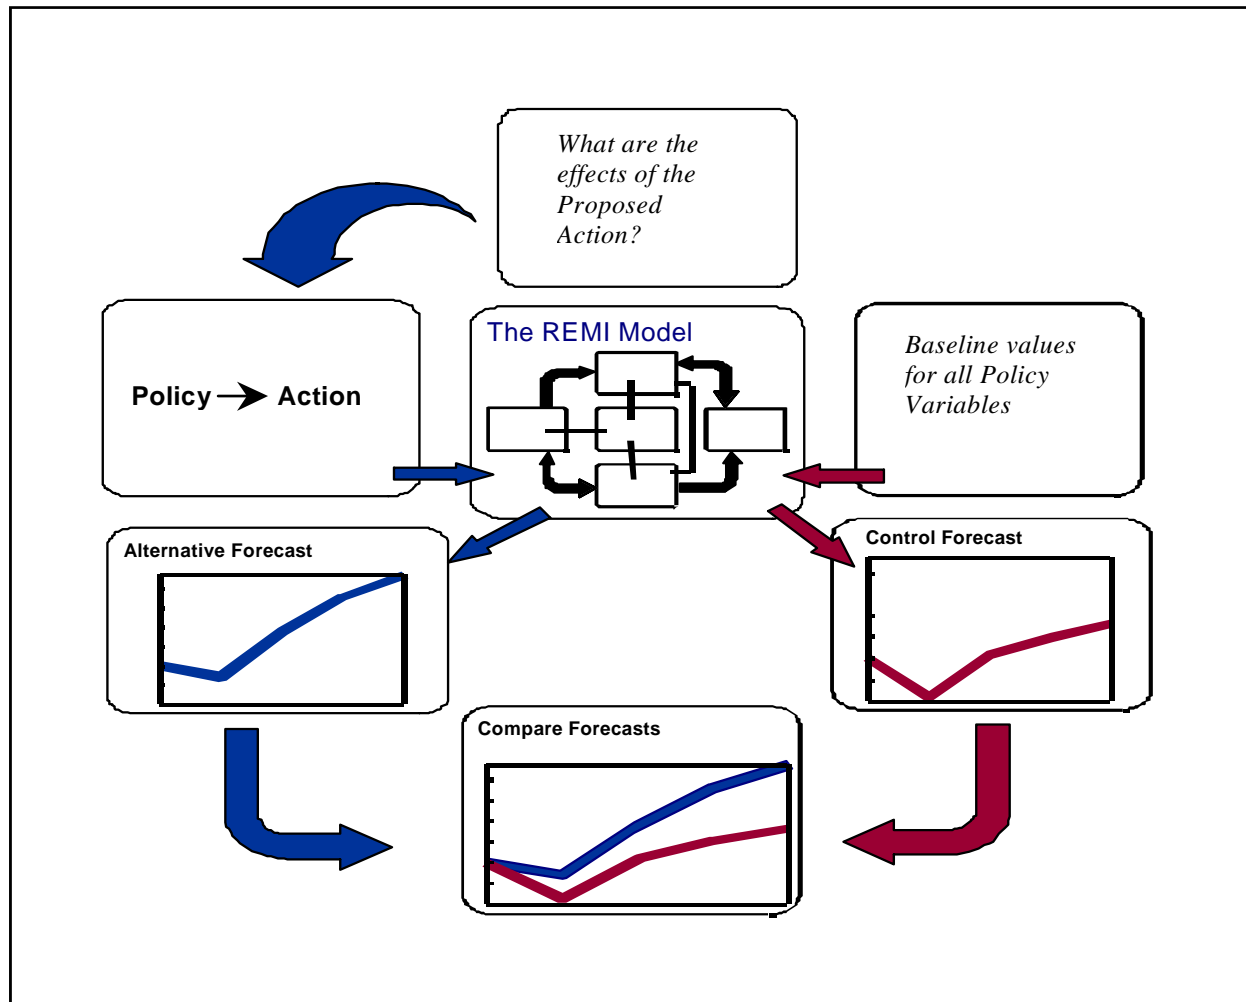 What are the
effects of the
Proposed
Action?
Policy Action
The REMI Model
Baseline values
for all Policy
Variables
Alternative Forecast
Control Forecast
Compare Forecasts